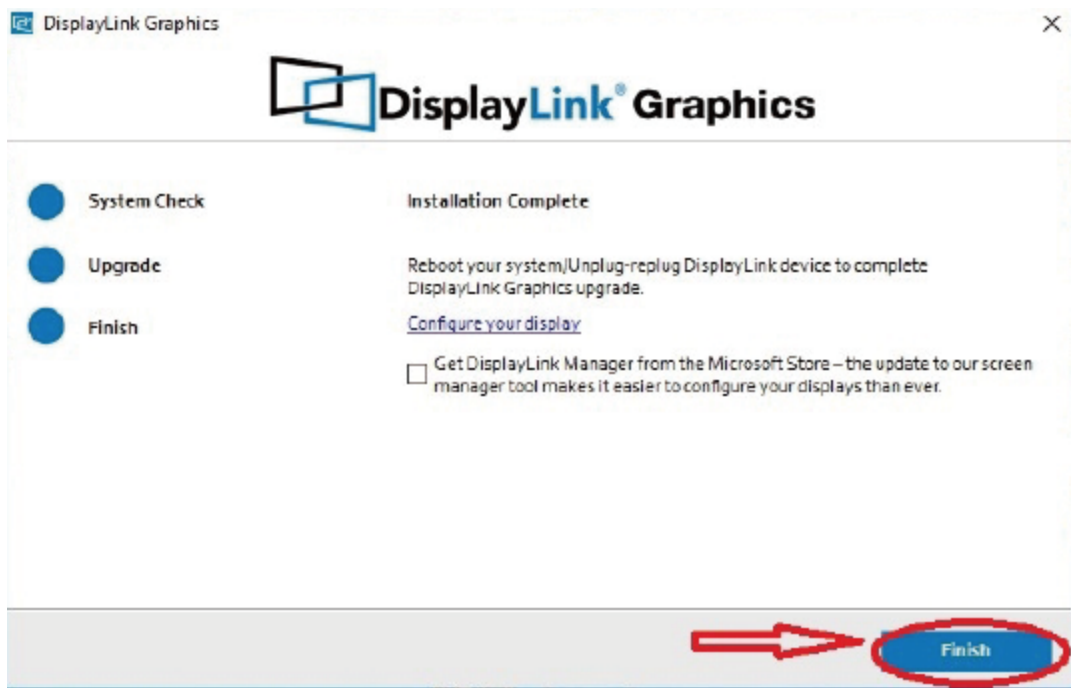 DisplayLink Graphics
DisplayLink® Graphics
System Check
Installation Complete
Upgrade
Reboot your system/Unplug-replug DisplayLink device to complete
DisplayLink Graphics upgrade.
Finish
Configure your display
Get DisplayLink Manager from the Microsoft Store – the update to our screen
manager tool makes it easier to configure your displays than ever.
Finish